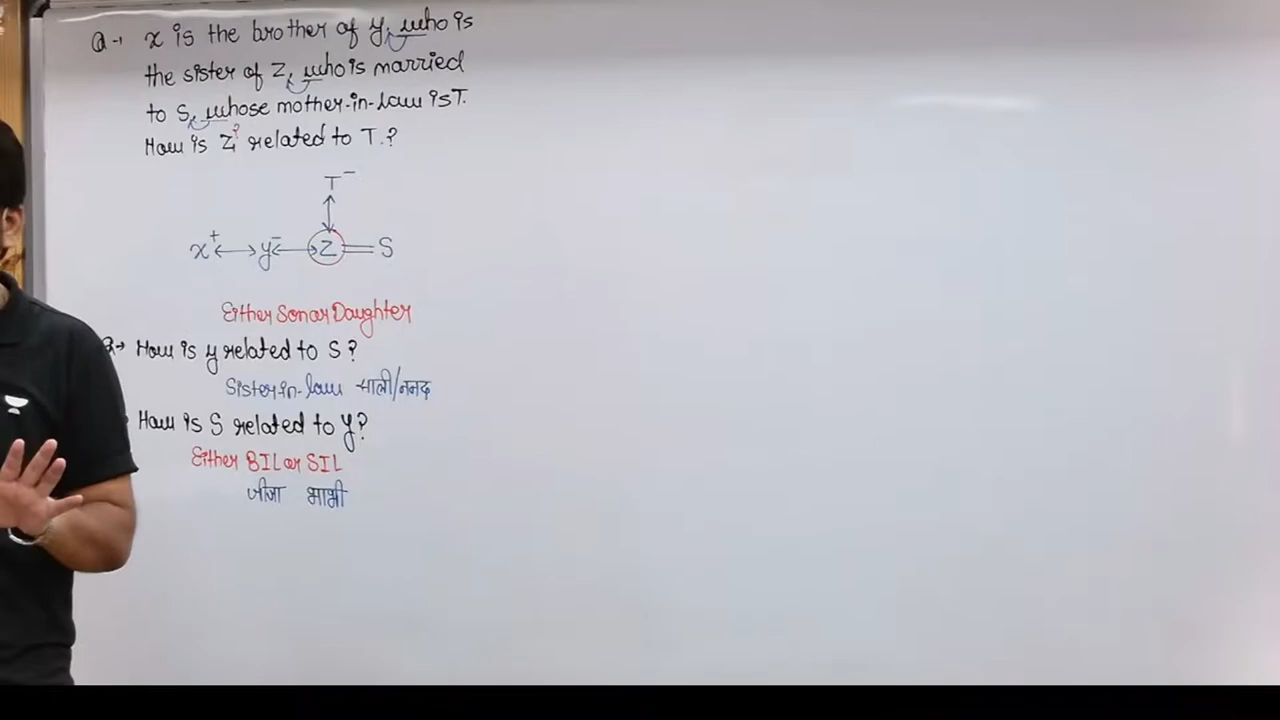 Q→ x is the brother of y, who is
the sister of Z, who is married
to S, whose mother-in-law is T.
How is Z? related to T.?
T⁻
x⁺ ↔ y⁻ ↔ Z = S
Either Son or Daughter
Q→ How is y related to S?
Sister-in-law साली/ननद
How is S related to Y?
Either BIL or SIL
जीजा भाभी